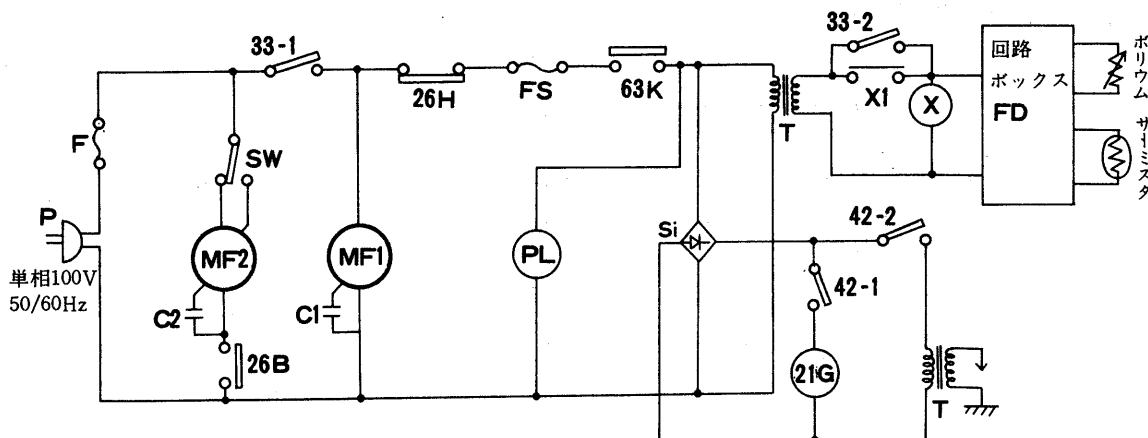 33-1
33-2
回路
ボックス
FD
ボリウム
サーミスタ
26H
FS
63K
T
X1
X
F
SW
P
単相100V
50/60Hz
MF2
MF1
PL
Si
42-2
42-1
C2
C1
26B
21G
T